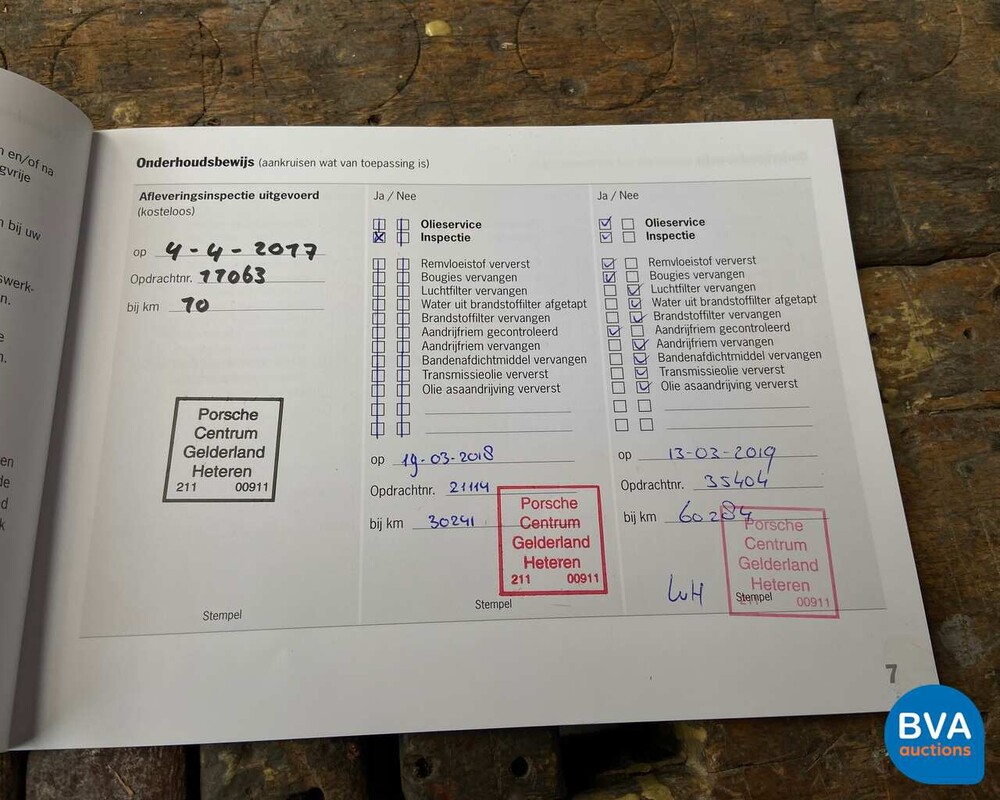 n en/of na
gvrije
n bij uw
swerk-
n.
e
n.
en
de
d
k
Onderhoudsbewijs (aankruisen wat van toepassing is)
Afleveringsinspectie uitgevoerd
(kosteloos)
op 4-4-2017
Opdrachtnr. 17063
bij km 10
Porsche
Centrum
Gelderland
Heteren
211 00911
Stempel
Ja / Nee
Olieservice
Inspectie
Remvloeistof ververst
Bougies vervangen
Luchtfilter vervangen
Water uit brandstoffilter afgetapt
Brandstoffilter vervangen
Aandrijfriem gecontroleerd
Aandrijfriem vervangen
Bandenafdichtmiddel vervangen
Transmissieolie ververst
Olie asaandrijving ververst
op 19-03-2018
Opdrachtnr. 21114
bij km 30241
Porsche
Centrum
Gelderland
Heteren
211 00911
Stempel
Ja / Nee
Olieservice
Inspectie
Remvloeistof ververst
Bougies vervangen
Luchtfilter vervangen
Water uit brandstoffilter afgetapt
Brandstoffilter vervangen
Aandrijfriem gecontroleerd
Aandrijfriem vervangen
Bandenafdichtmiddel vervangen
Transmissieolie ververst
Olie asaandrijving ververst
op 13-03-2019
Opdrachtnr. 35404
bij km 60284
Porsche
Centrum
Gelderland
Heteren
211 00911
Stempel
7
BVA
auctions